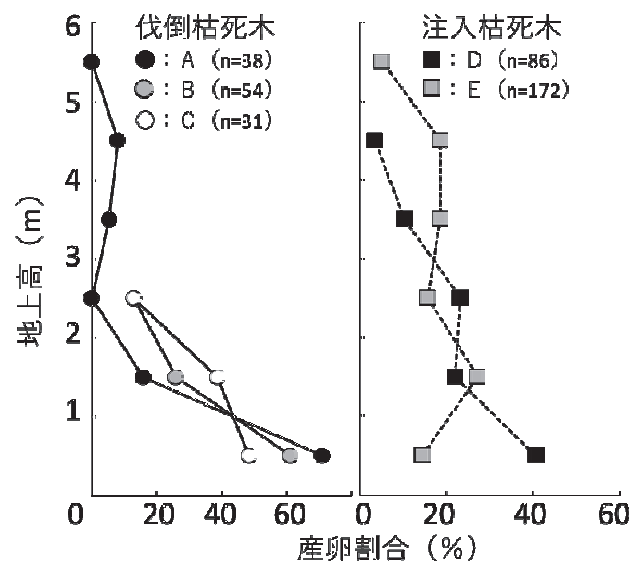 伐倒枯死木
●：A（n=38）
●：B（n=54）
○：C（n=31）
注入枯死木
■：D（n=86）
■：E（n=172）
地上高（m）
6
5
4
3
2
1
0 20 40 60
0 20 40 60
産卵割合（%）